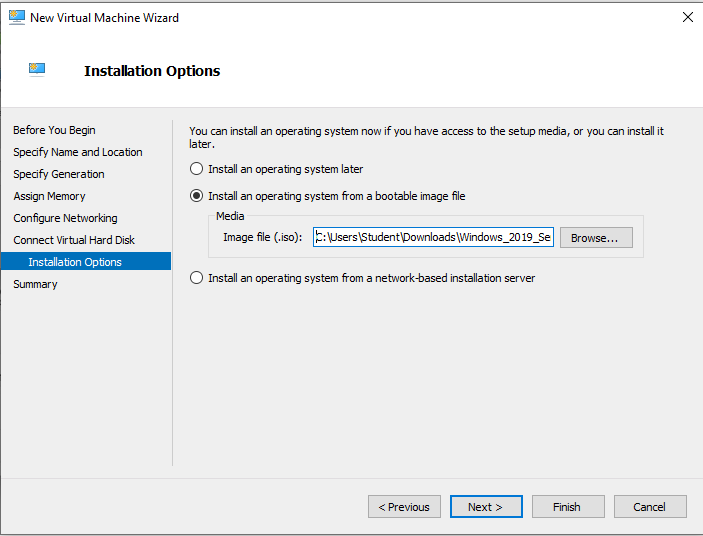 New Virtual Machine Wizard
Installation Options
Before You Begin
Specify Name and Location
Specify Generation
Assign Memory
Configure Networking
Connect Virtual Hard Disk
Installation Options
Summary
You can install an operating system now if you have access to the setup media, or you can install it
later.
Install an operating system later
Install an operating system from a bootable image file
Media
Image file (.iso): C:\Users\Student\Downloads\Windows_2019_Se Browse...
Install an operating system from a network-based installation server
< Previous Next > Finish Cancel